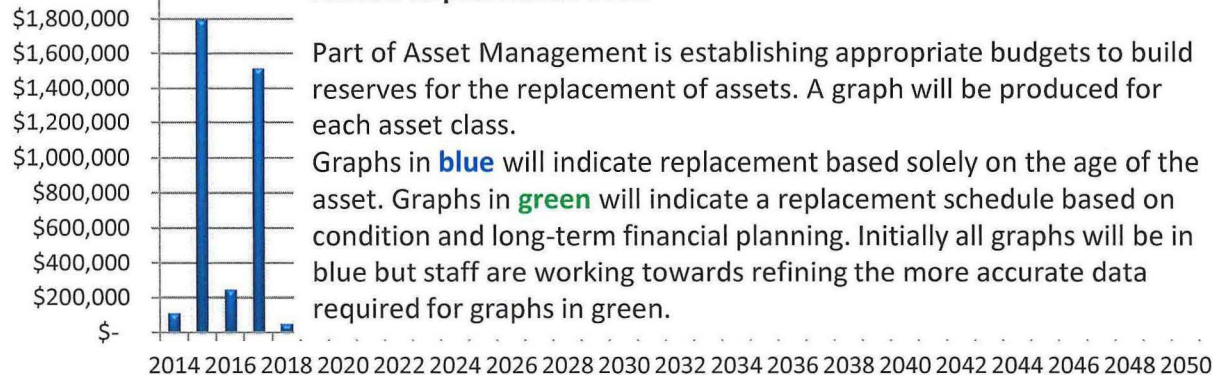 $1,800,000
$1,600,000
$1,400,000
$1,200,000
$1,000,000
$800,000
$600,000
$400,000
$200,000
$-
Part of Asset Management is establishing appropriate budgets to build
reserves for the replacement of assets. A graph will be produced for
each asset class.
Graphs in blue will indicate replacement based solely on the age of the
asset. Graphs in green will indicate a replacement schedule based on
condition and long-term financial planning. Initially all graphs will be in
blue but staff are working towards refining the more accurate data
required for graphs in green.
2014 2016 2018 2020 2022 2024 2026 2028 2030 2032 2034 2036 2038 2040 2042 2044 2046 2048 2050